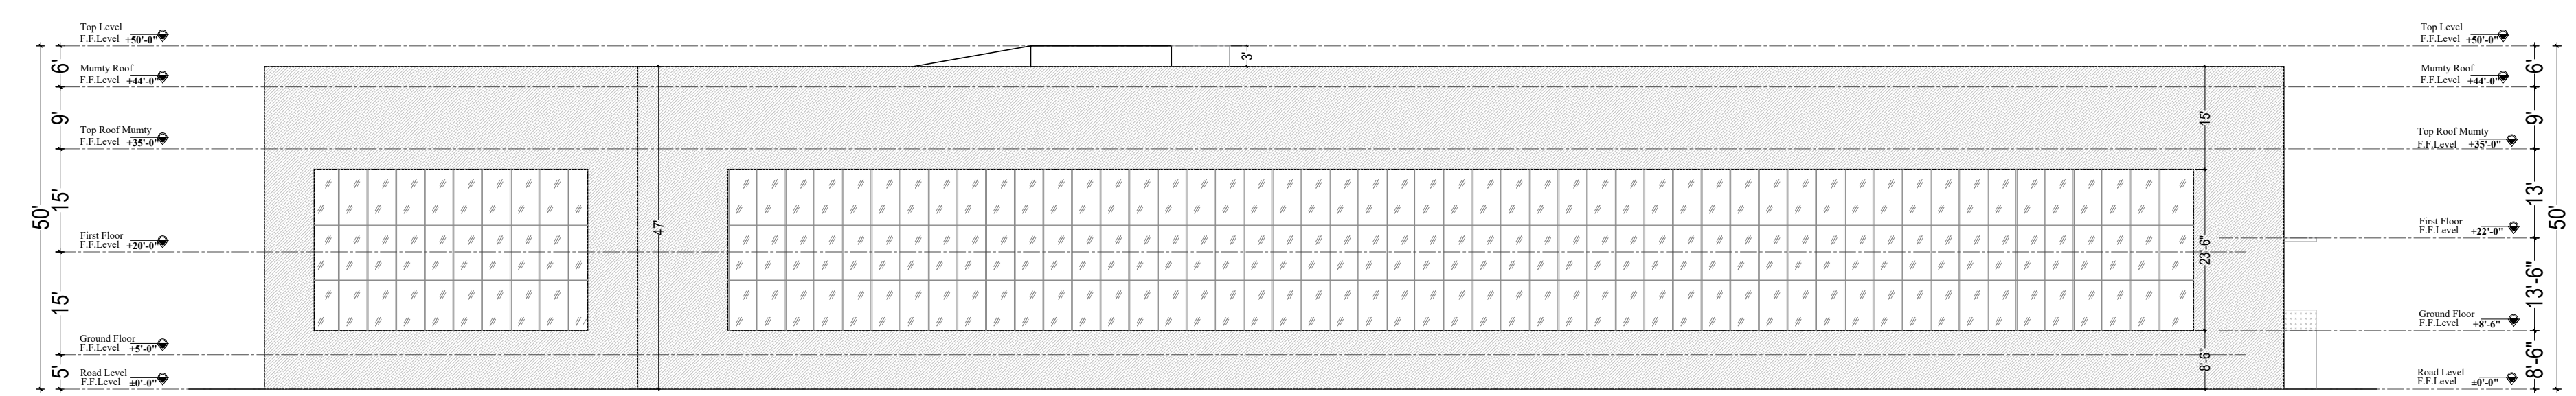 Top Level
F.F.Level +50'-0"
Mumty Roof
F.F.Level +44'-0"
Top Roof Mumty
F.F.Level +35'-0"
First Floor
F.F.Level +20'-0"
Ground Floor
F.F.Level +5'-0"
Road Level
F.F.Level ±0'-0"
50'
6'
9'
15'
15'
5'
47'
3'
15'
23'-6"
8'-6"
Top Level
F.F.Level +50'-0"
Mumty Roof
F.F.Level +44'-0"
Top Roof Mumty
F.F.Level +35'-0"
First Floor
F.F.Level +22'-0"
Ground Floor
F.F.Level +8'-6"
Road Level
F.F.Level ±0'-0"
6'
9'
13'
13'-6"
8'-6"
50'